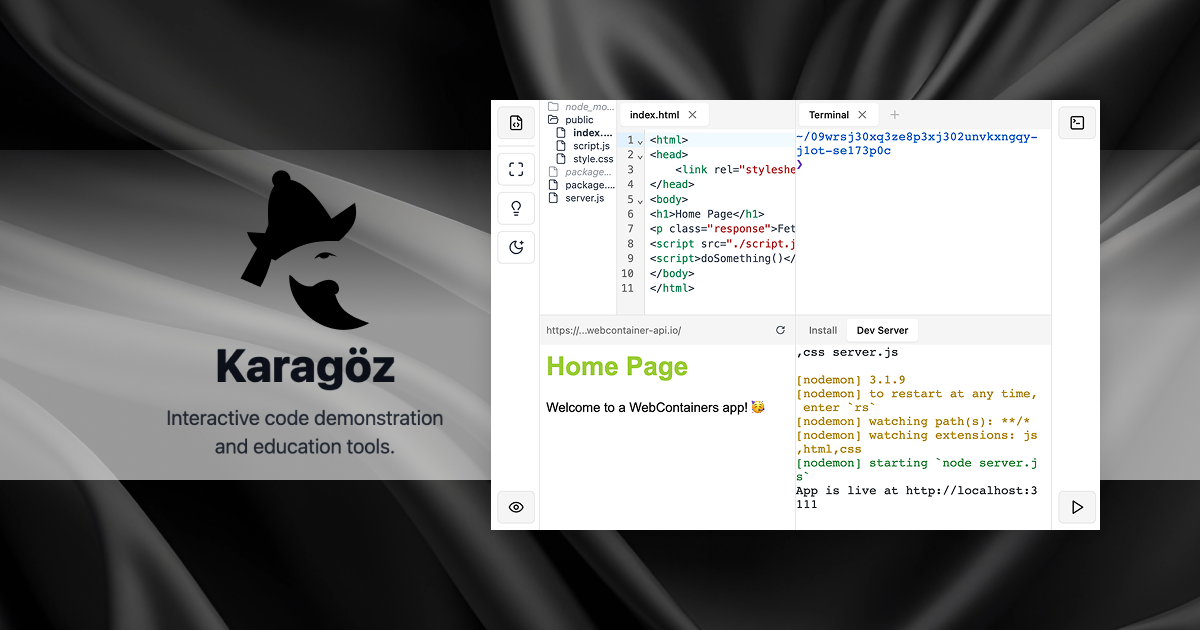 Karagöz
Interactive code demonstration
and education tools.
node_mo...
public
index....
script.js
style.css
package...
package....
server.js
index.html
1 <html>
2 <head>
3 <link rel="styleshe
4 </head>
5 <body>
6 <h1>Home Page</h1>
7 <p class="response">Fet
8 <script src="./script.j
9 <script>doSomething()</
10 </body>
11 </html>
Terminal
~/09wrsj30xq3ze8p3xj302unvkxngqy-
j1ot-sel73p0c
❯
https://...webcontainer-api.io/
Home Page
Welcome to a WebContainers app! 🥳
Install Dev Server
,css server.js
[nodemon] 3.1.9
[nodemon] to restart at any time,
enter `rs`
[nodemon] watching path(s): **/*
[nodemon] watching extensions: js
,html,css
[nodemon] starting `node server.j
s`
App is live at http://localhost:3
111